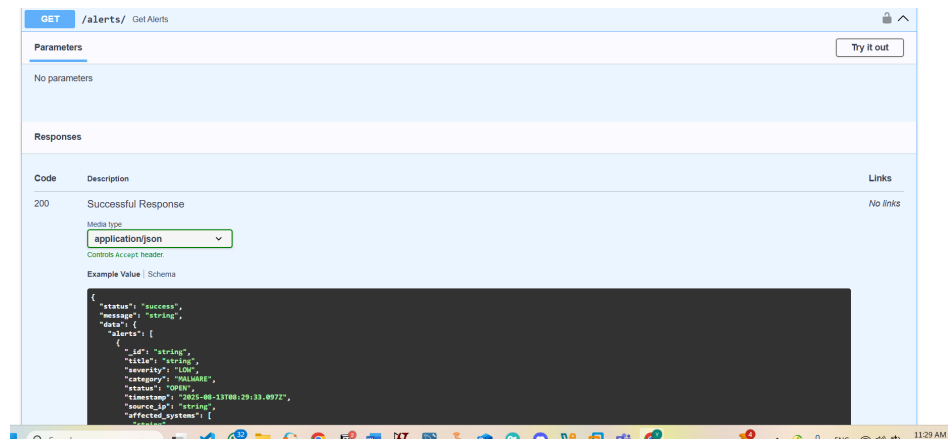 GET /alerts/ Get Alerts
Parameters
Try it out
No parameters
Responses
Code Description Links
200 Successful Response No links
Media type
application/json
Controls Accept header.
Example Value | Schema
{
"status": "success",
"message": "string",
"data": {
"alerts": [
{
"_id": "string",
"title": "string",
"severity": "LOW",
"category": "MALWARE",
"status": "OPEN",
"timestamp": "2025-08-13T08:29:33.097Z",
"source_ip": "string",
"affected_systems": [
"string"
11:29 AM